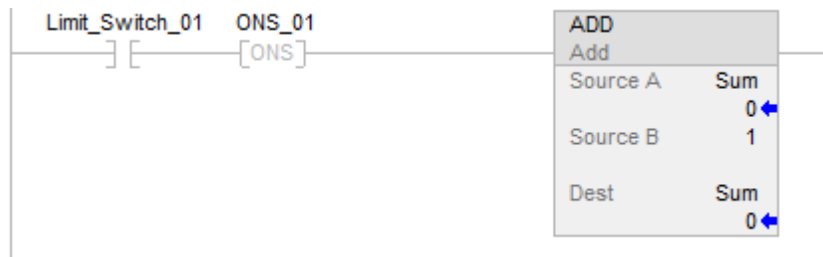 Limit_Switch_01 ONS_01 ADD
ONS Add
Source A Sum
0
Source B 1
Dest Sum
0